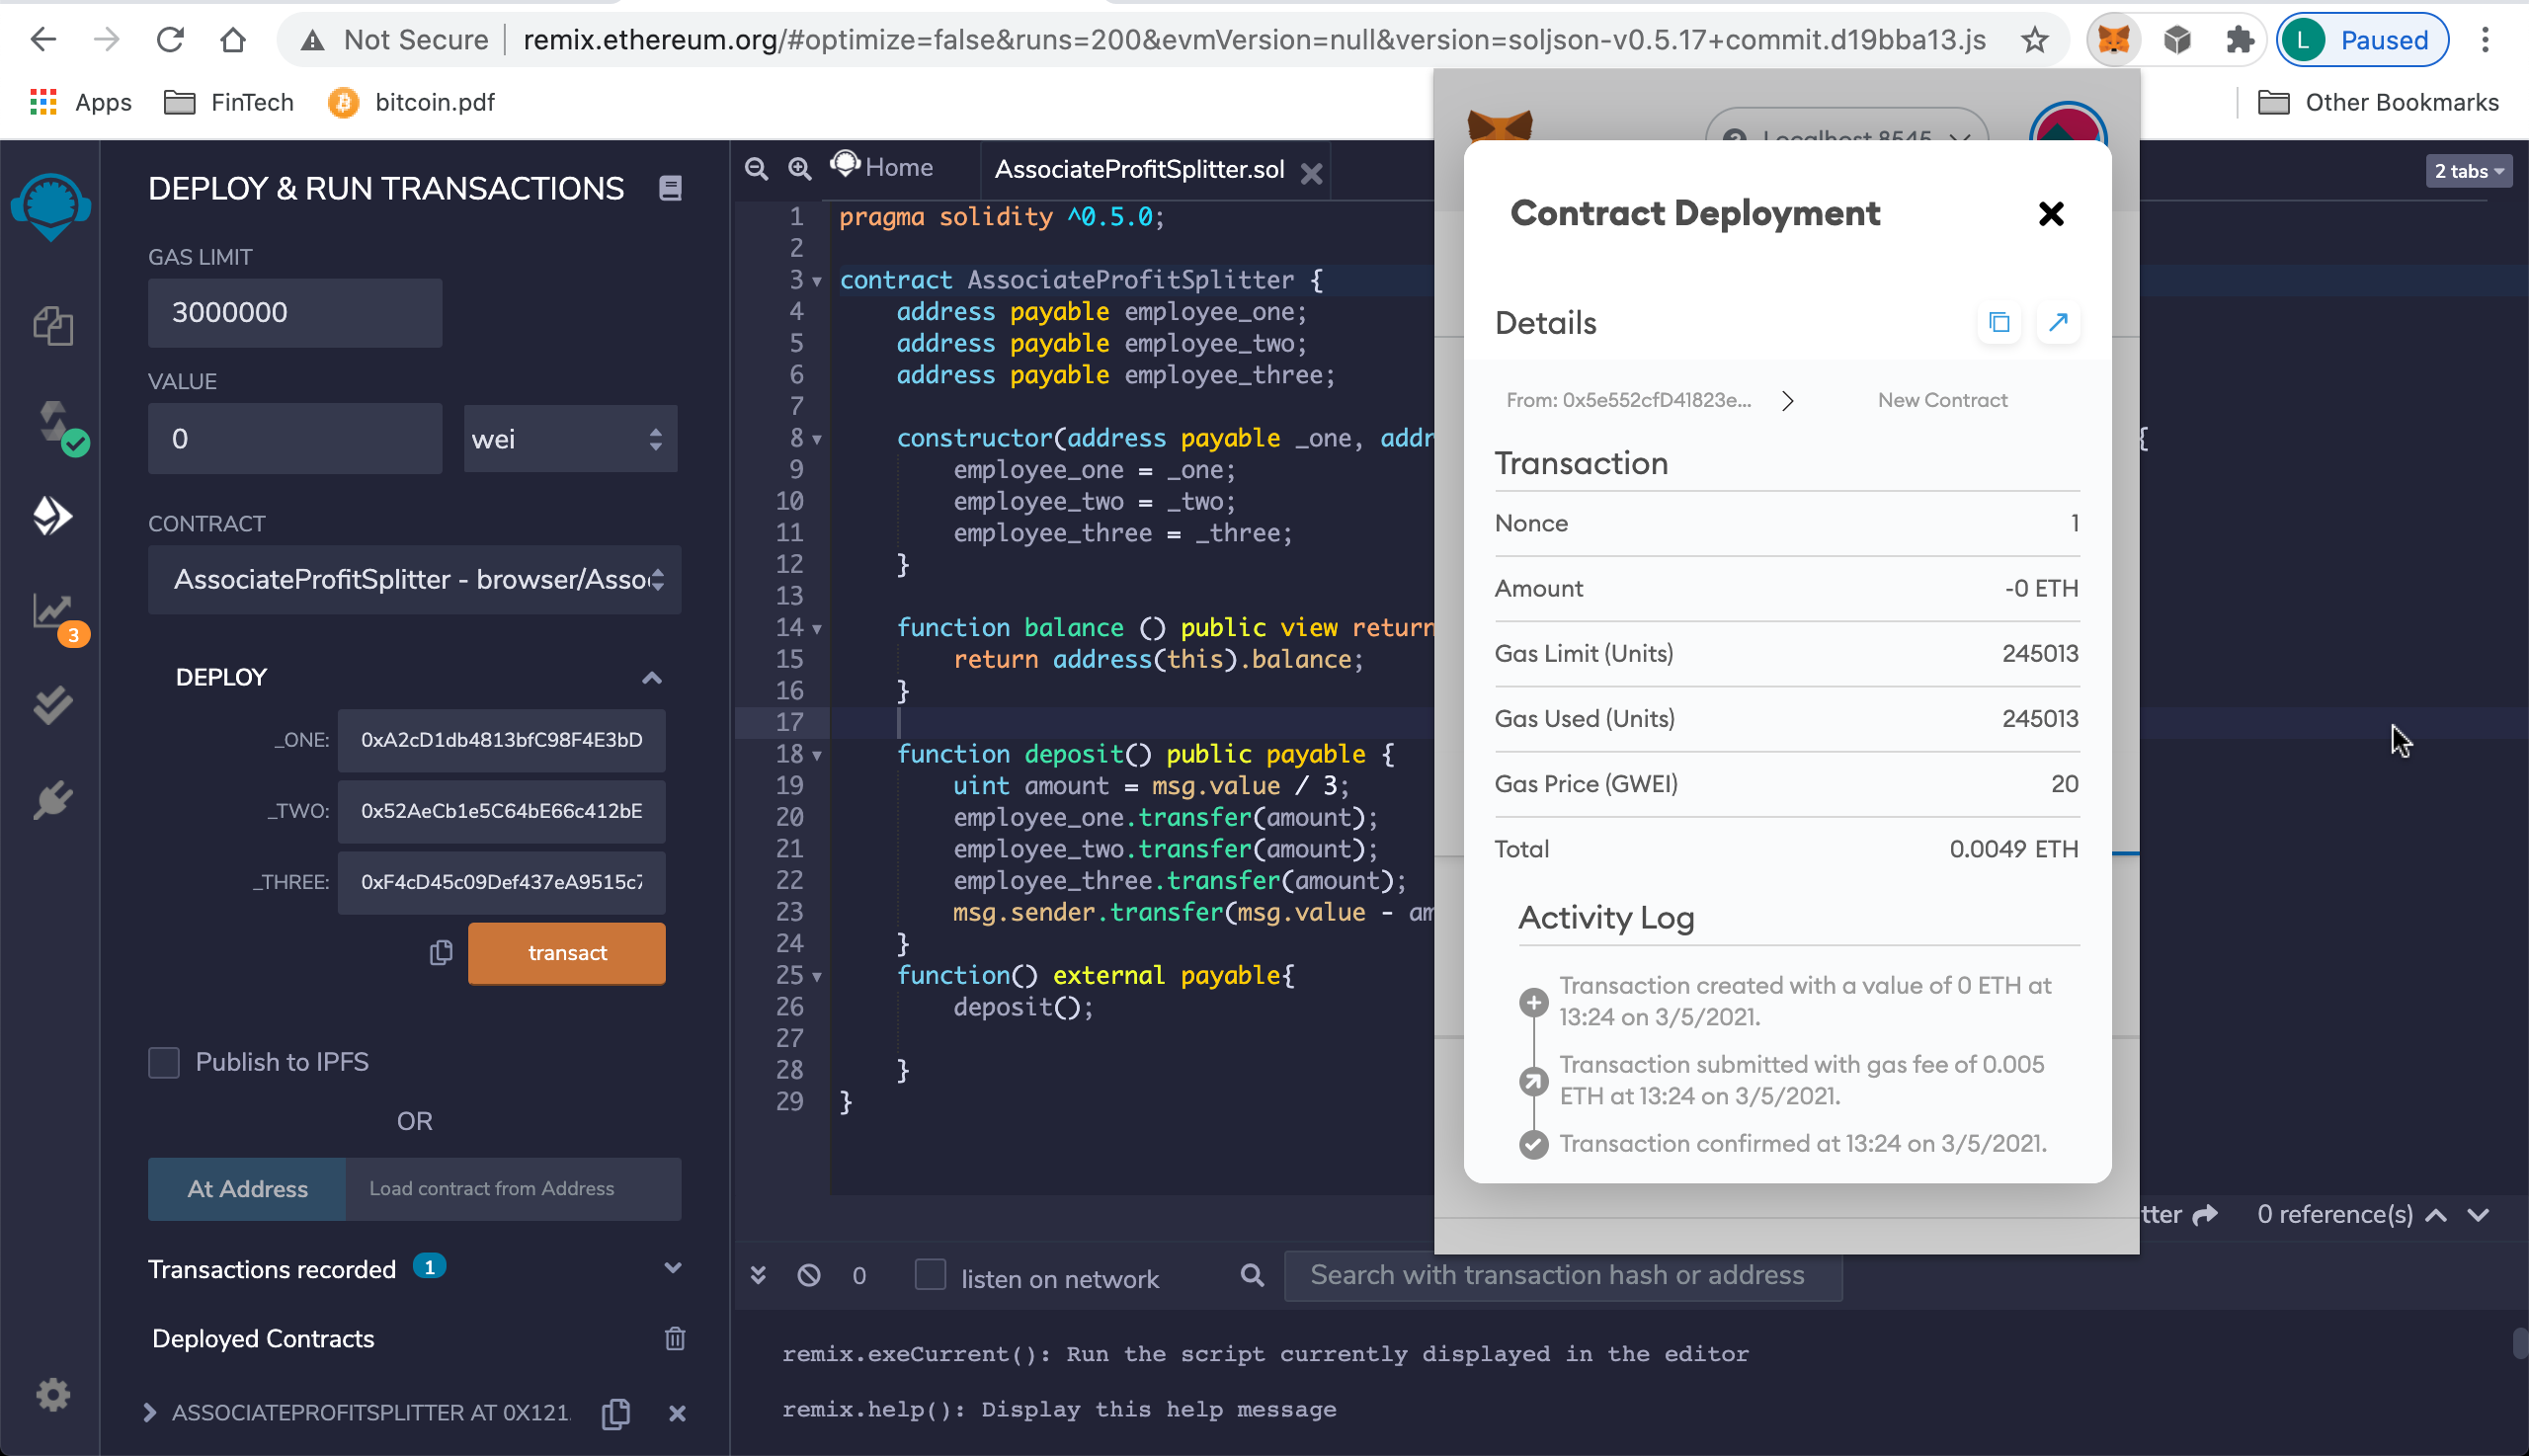 Not Secure
remix.ethereum.org/#optimize=false&runs=200&evmVersion=null&version=soljson-v0.5.17+commit.d19bba13.js
L Paused
Apps
FinTech
bitcoin.pdf
Other Bookmarks
DEPLOY & RUN TRANSACTIONS
GAS LIMIT
3000000
VALUE
0
wei
CONTRACT
AssociateProfitSplitter - browser/Asso
3
DEPLOY
_ONE: 0xA2cD1db4813bfC98F4E3bD
_TWO: 0x52AeCb1e5C64bE66c412bE
_THREE: 0xF4cD45c09Def437eA9515c7
transact
Publish to IPFS
OR
At Address
Load contract from Address
Transactions recorded 1
Deployed Contracts
ASSOCIATEPROFITSPLITTER AT 0X121.
Home
AssociateProfitSplitter.sol
2 tabs
1 pragma solidity ^0.5.0;
2
3 contract AssociateProfitSplitter {
4 address payable employee_one;
5 address payable employee_two;
6 address payable employee_three;
7
8 constructor(address payable _one, addr {
9 employee_one = _one;
10 employee_two = _two;
11 employee_three = _three;
12 }
13
14 function balance () public view return
15 return address(this).balance;
16 }
17
18 function deposit() public payable {
19 uint amount = msg.value / 3;
20 employee_one.transfer(amount);
21 employee_two.transfer(amount);
22 employee_three.transfer(amount);
23 msg.sender.transfer(msg.value - am
24 }
25 function() external payable{
26 deposit();
27
28 }
29 }
Localhost 8545
Contract Deployment
Details
From: 0x5e552cfD41823e...
New Contract
Transaction
Nonce 1
Amount -0 ETH
Gas Limit (Units) 245013
Gas Used (Units) 245013
Gas Price (GWEI) 20
Total 0.0049 ETH
Activity Log
Transaction created with a value of 0 ETH at
13:24 on 3/5/2021.
Transaction submitted with gas fee of 0.005
ETH at 13:24 on 3/5/2021.
Transaction confirmed at 13:24 on 3/5/2021.
tter
0 reference(s)
0
listen on network
Search with transaction hash or address
remix.exeCurrent(): Run the script currently displayed in the editor
remix.help(): Display this help message